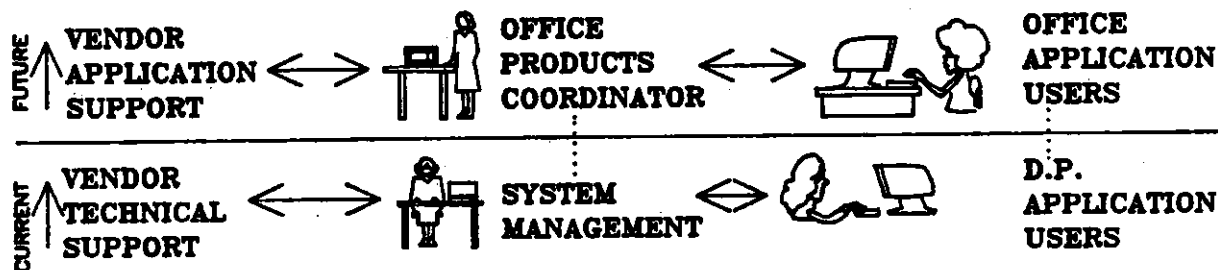 FUTURE
VENDOR
APPLICATION
SUPPORT
OFFICE
PRODUCTS
COORDINATOR
OFFICE
APPLICATION
USERS
CURRENT
VENDOR
TECHNICAL
SUPPORT
SYSTEM
MANAGEMENT
D.P.
APPLICATION
USERS